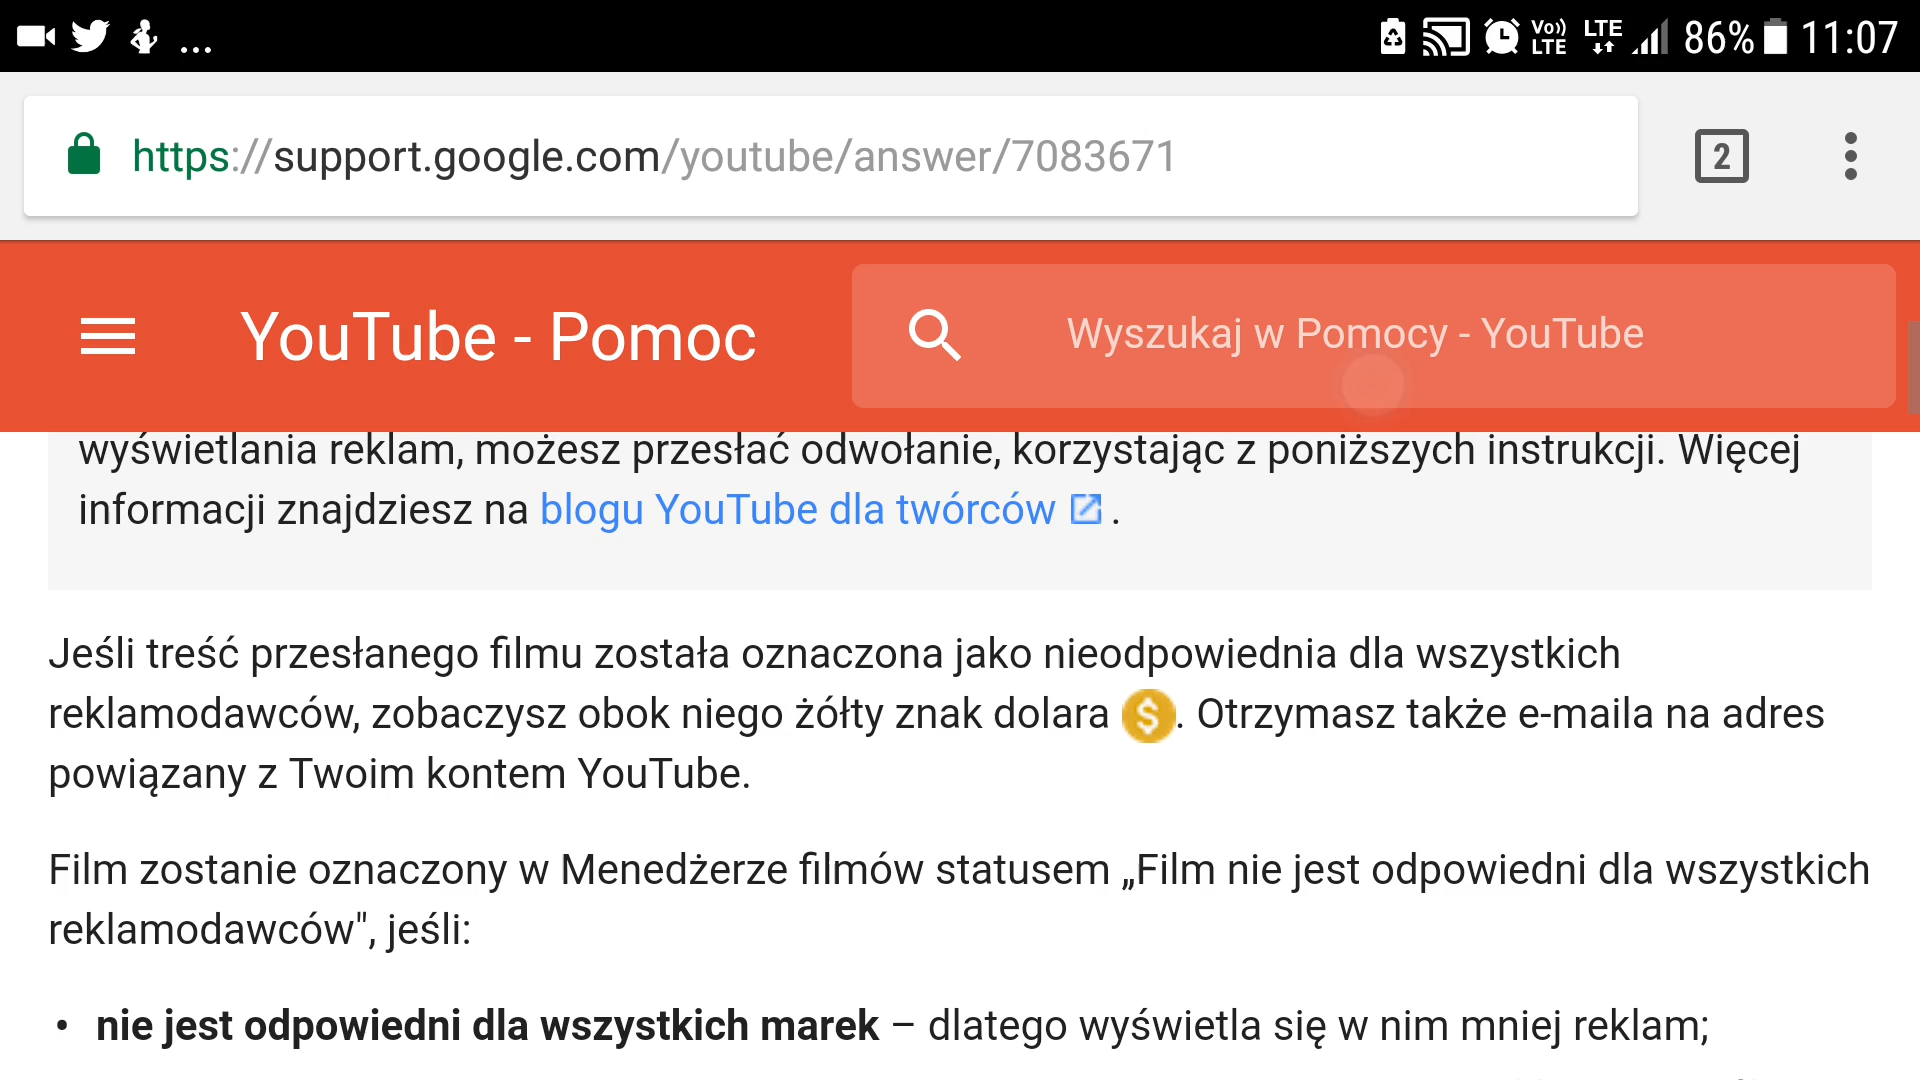 ... Vo)) LTE LTE 86% 11:07
https://support.google.com/youtube/answer/7083671 2
YouTube - Pomoc Wyszukaj w Pomocy - YouTube
wyświetlania reklam, możesz przesłać odwołanie, korzystając z poniższych instrukcji. Więcej
informacji znajdziesz na blogu YouTube dla twórców .
Jeśli treść przesłanego filmu została oznaczona jako nieodpowiednia dla wszystkich
reklamodawców, zobaczysz obok niego żółty znak dolara $. Otrzymasz także e-maila na adres
powiązany z Twoim kontem YouTube.
Film zostanie oznaczony w Menedżerze filmów statusem „Film nie jest odpowiedni dla wszystkich
reklamodawców", jeśli:
• nie jest odpowiedni dla wszystkich marek – dlatego wyświetla się w nim mniej reklam;